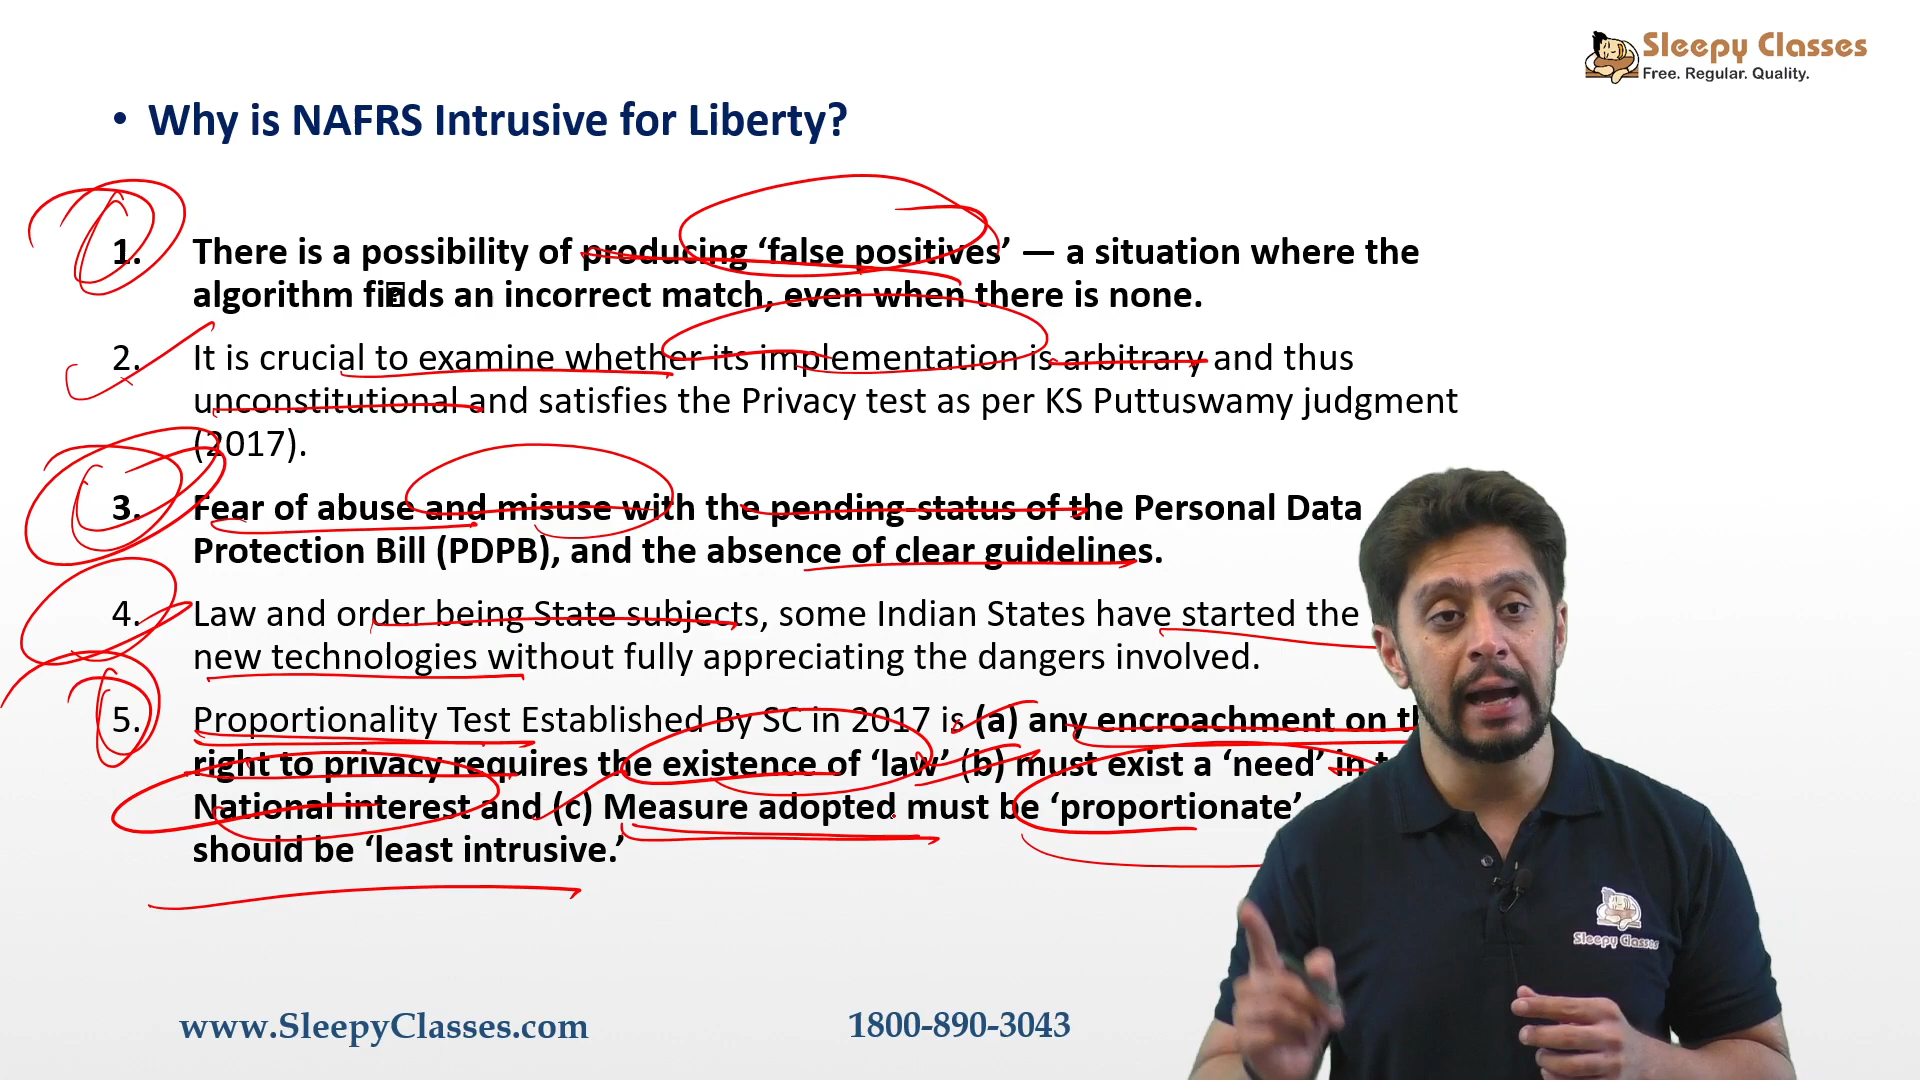 Sleepy Classes
Free. Regular. Quality.
• Why is NAFRS Intrusive for Liberty?
1. There is a possibility of producing ‘false positives’ — a situation where the
algorithm finds an incorrect match, even when there is none.
2. It is crucial to examine whether its implementation is arbitrary and thus
unconstitutional and satisfies the Privacy test as per KS Puttuswamy judgment
(2017).
3. Fear of abuse and misuse with the pending status of the Personal Data
Protection Bill (PDPB), and the absence of clear guidelines.
4. Law and order being State subjects, some Indian States have started the
new technologies without fully appreciating the dangers involved.
5. Proportionality Test Established By SC in 2017 is (a) any encroachment on
right to privacy requires the existence of ‘law’ (b) must exist a ‘need’ in
National interest and (c) Measure adopted must be ‘proportionate’
should be ‘least intrusive.’
Sleepy Classes
www.SleepyClasses.com
1800-890-3043